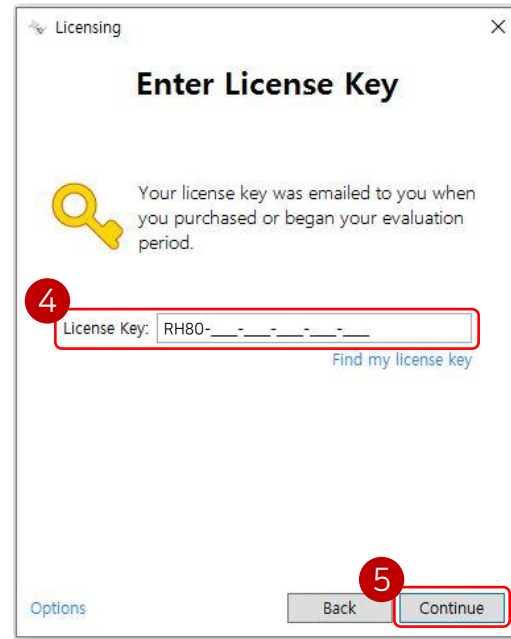 Licensing
Enter License Key
Your license key was emailed to you when
you purchased or began your evaluation
period.
4
License Key: RH80-___-___-___-___-___
Find my license key
5
Options Back Continue